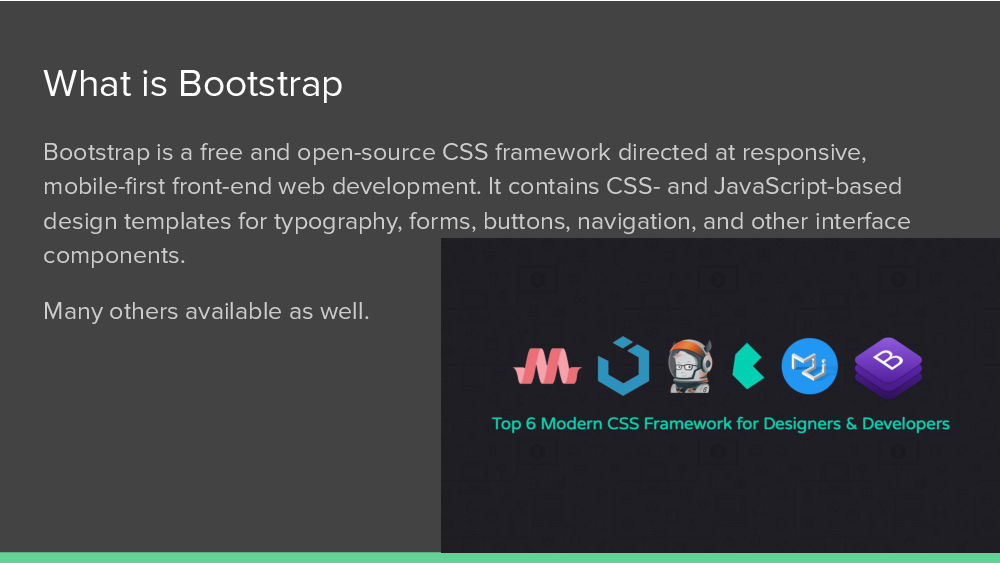 What is Bootstrap
Bootstrap is a free and open-source CSS framework directed at responsive,
mobile-first front-end web development. It contains CSS- and JavaScript-based
design templates for typography, forms, buttons, navigation, and other interface
components.
Many others available as well.
B
Top 6 Modern CSS Framework for Designers & Developers